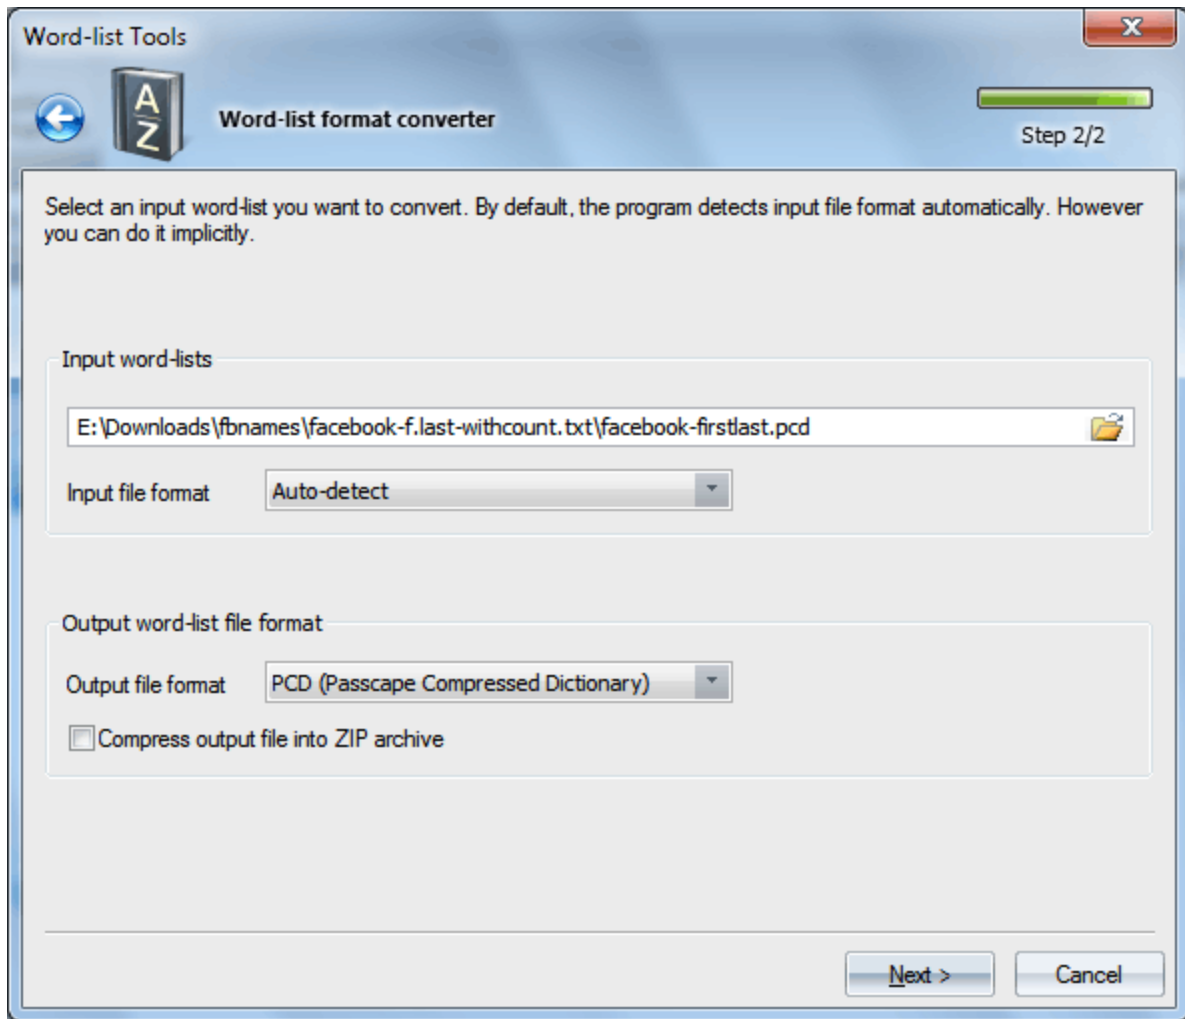 Word-list Tools
X
A
Z
Word-list format converter
Step 2/2
Select an input word-list you want to convert. By default, the program detects input file format automatically. However
you can do it implicitly.
Input word-lists
E:\Downloads\fbnames\facebook-f.last-withcount.txt\facebook-firstlast.pcd
Input file format
Auto-detect
Output word-list file format
Output file format
PCD (Passcape Compressed Dictionary)
Compress output file into ZIP archive
Next >
Cancel